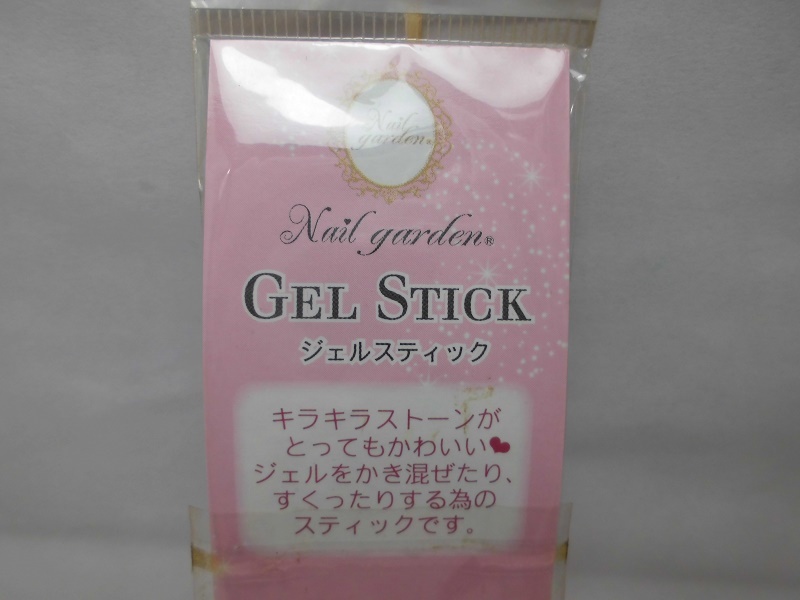 Nail
garden®
Nail garden®
GEL STICK
ジェルスティック
キラキラストーンが
とってもかわいい❤
ジェルをかき混ぜたり、
すくったりする為の
スティックです。